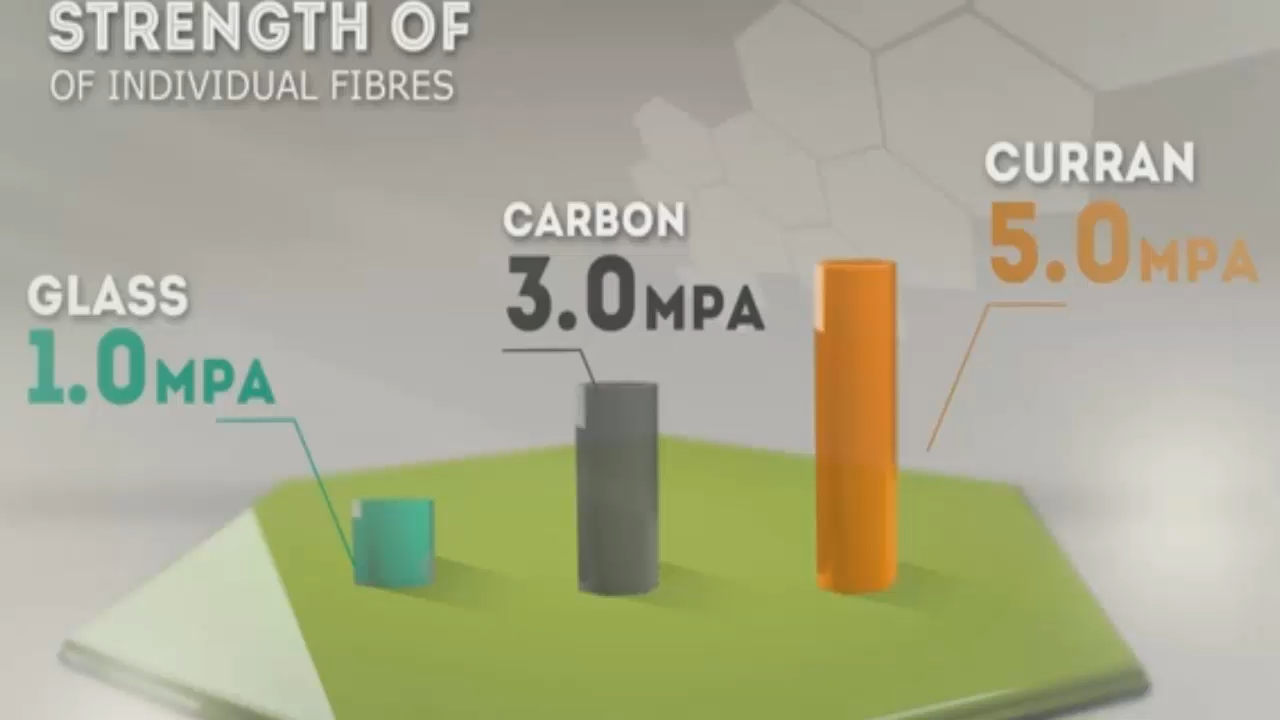 STRENGTH OF
OF INDIVIDUAL FIBRES
GLASS
1.0MPA
CARBON
3.0MPA
CURRAN
5.0MPA